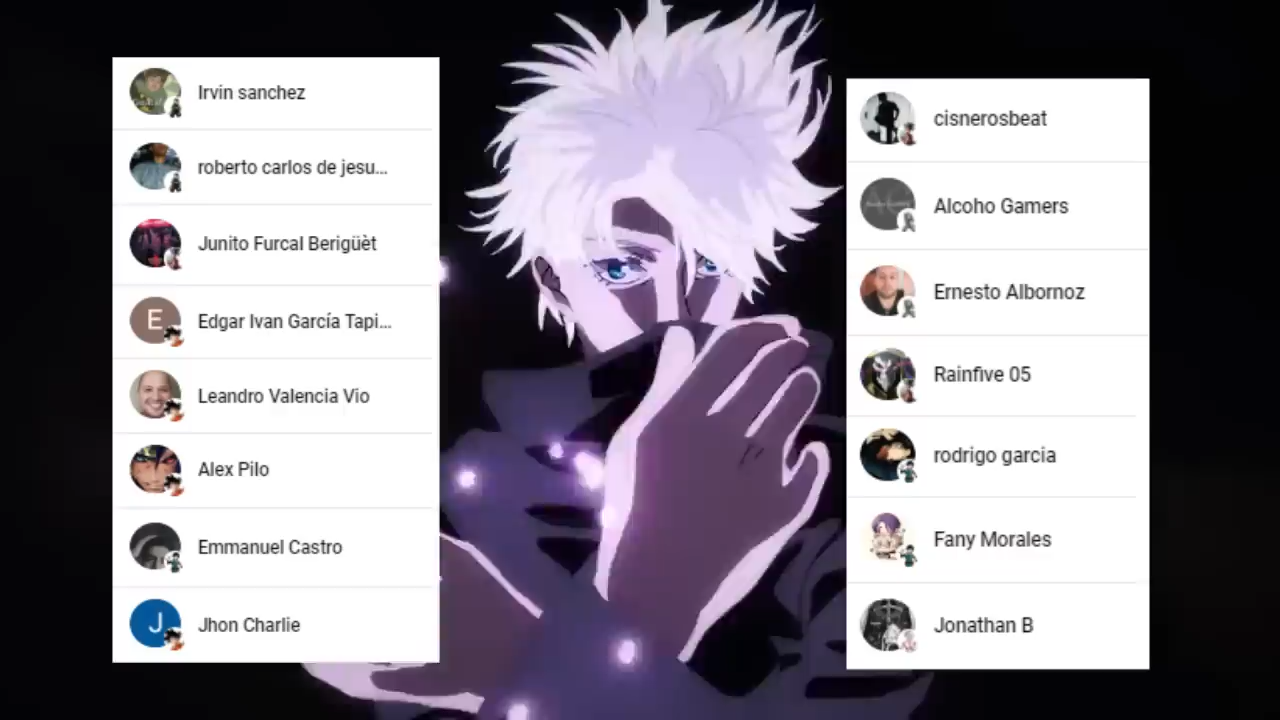 Irvin sanchez
roberto carlos de jesu...
Junito Furcal Berigüèt
E
Edgar Ivan García Tapi...
Leandro Valencia Vio
Alex Pilo
Emmanuel Castro
J
Jhon Charlie
cisnerosbeat
Alcoho Gamers
Ernesto Albornoz
Rainfive 05
rodrigo garcia
Fany Morales
Jonathan B